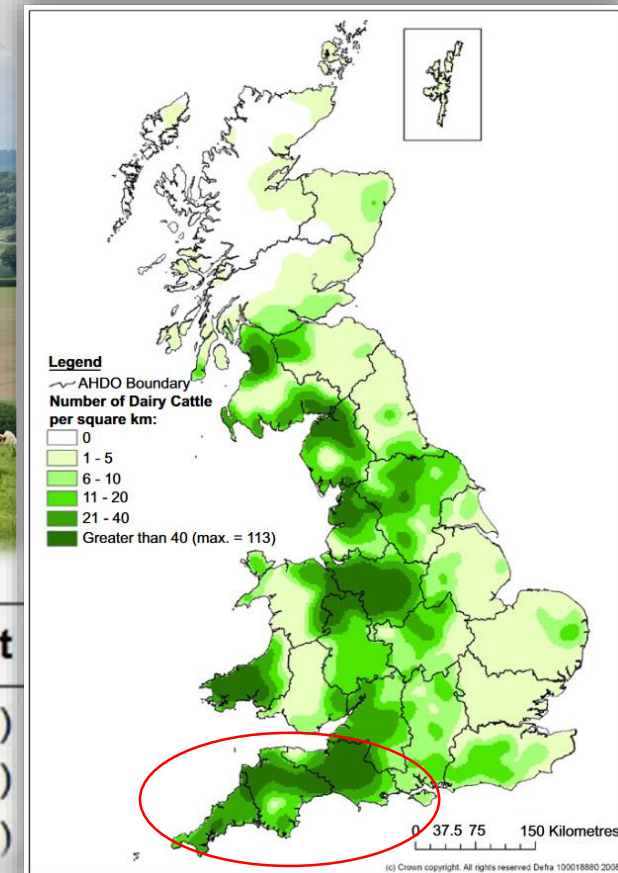 Legend
AHDO Boundary
Number of Dairy Cattle
per square km:
0
1 - 5
6 - 10
11 - 20
21 - 40
Greater than 40 (max. = 113)
t
)
)
)
0 37.5 75 150 Kilometres
(c) Crown copyright. All rights reserved Defra 100018880 2008